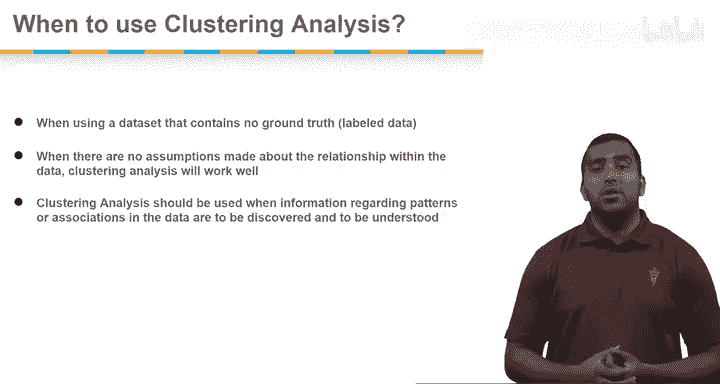 When to use Clustering Analysis?
● When using a dataset that contains no ground truth (labeled data)
● When there are no assumptions made about the relationship within the
data, clustering analysis will work well
● Clustering Analysis should be used when information regarding patterns
or associations in the data are to be discovered and to be understood